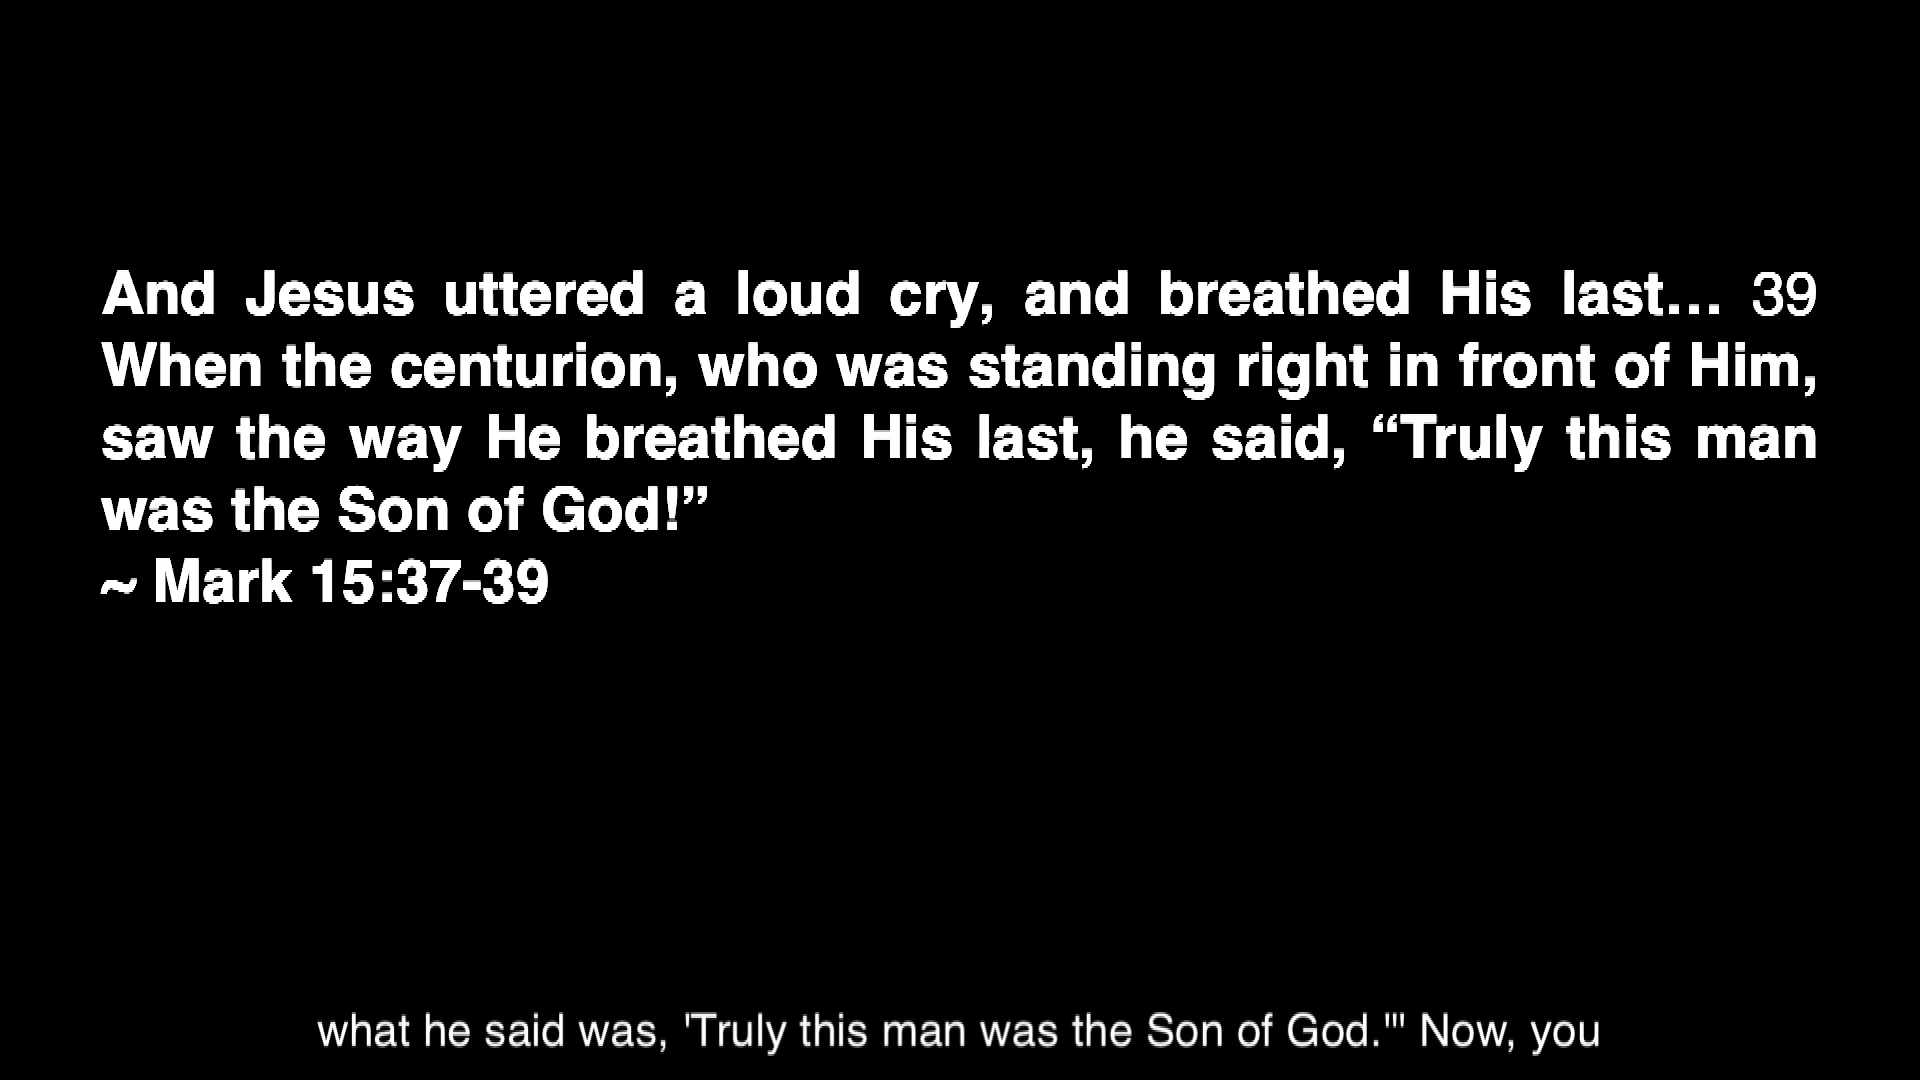 And Jesus uttered a loud cry, and breathed His last… 39
When the centurion, who was standing right in front of Him,
saw the way He breathed His last, he said, “Truly this man
was the Son of God!”
~ Mark 15:37-39
what he said was, 'Truly this man was the Son of God.'" Now, you